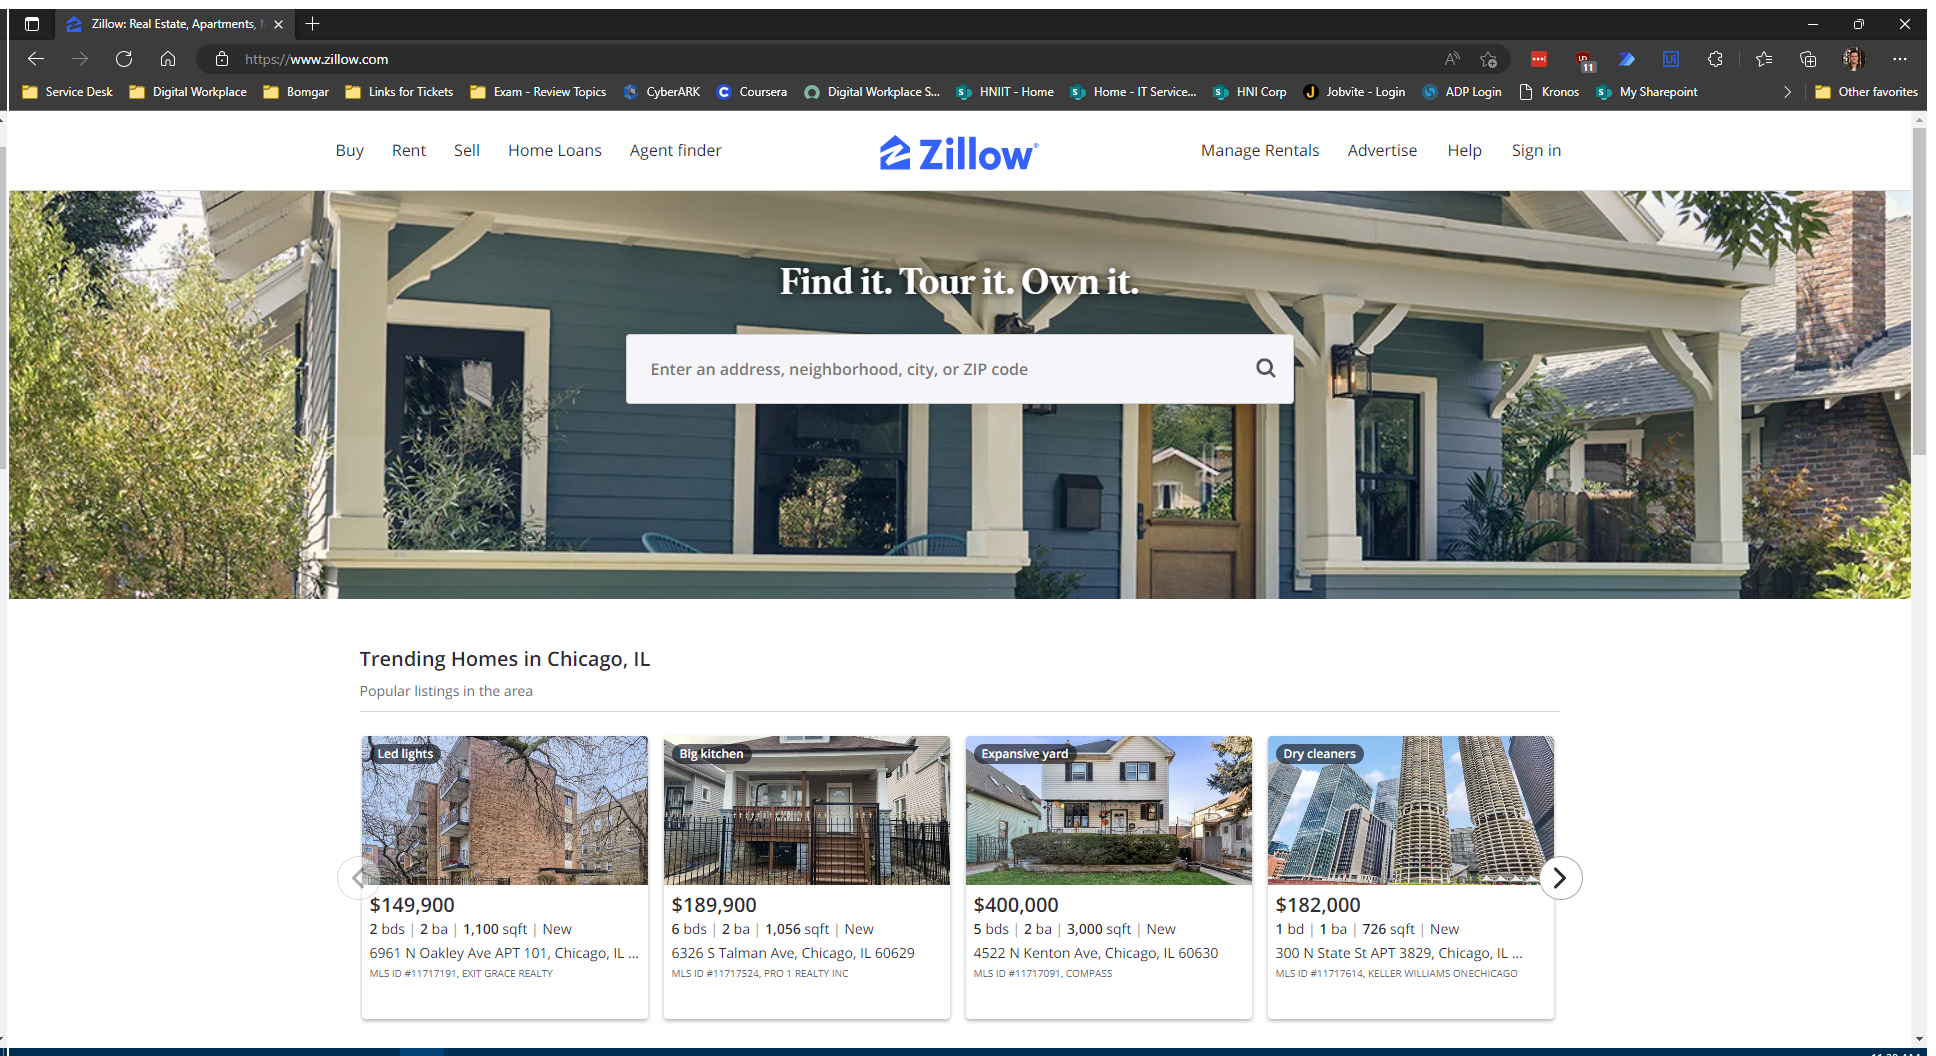 Zillow: Real Estate, Apartments,
https://www.zillow.com
11
Service Desk Digital Workplace Bomgar Links for Tickets Exam - Review Topics CyberARK Coursera Digital Workplace S... HNIIT - Home Home - IT Service... HNI Corp Jobvite - Login ADP Login Kronos My Sharepoint Other favorites
Buy Rent Sell Home Loans Agent finder Zillow Manage Rentals Advertise Help Sign in
Find it. Tour it. Own it.
Enter an address, neighborhood, city, or ZIP code
Trending Homes in Chicago, IL
Popular listings in the area
Led lights
$149,900
2 bds | 2 ba | 1,100 sqft | New
6961 N Oakley Ave APT 101, Chicago, IL ...
MLS ID #11717191, EXIT GRACE REALTY
Big kitchen
$189,900
6 bds | 2 ba | 1,056 sqft | New
6326 S Talman Ave, Chicago, IL 60629
MLS ID #11717524, PRO 1 REALTY INC
Expansive yard
$400,000
5 bds | 2 ba | 3,000 sqft | New
4522 N Kenton Ave, Chicago, IL 60630
MLS ID #11717091, COMPASS
Dry cleaners
$182,000
1 bd | 1 ba | 726 sqft | New
300 N State St APT 3829, Chicago, IL ...
MLS ID #11717614, KELLER WILLIAMS ONECHICAGO